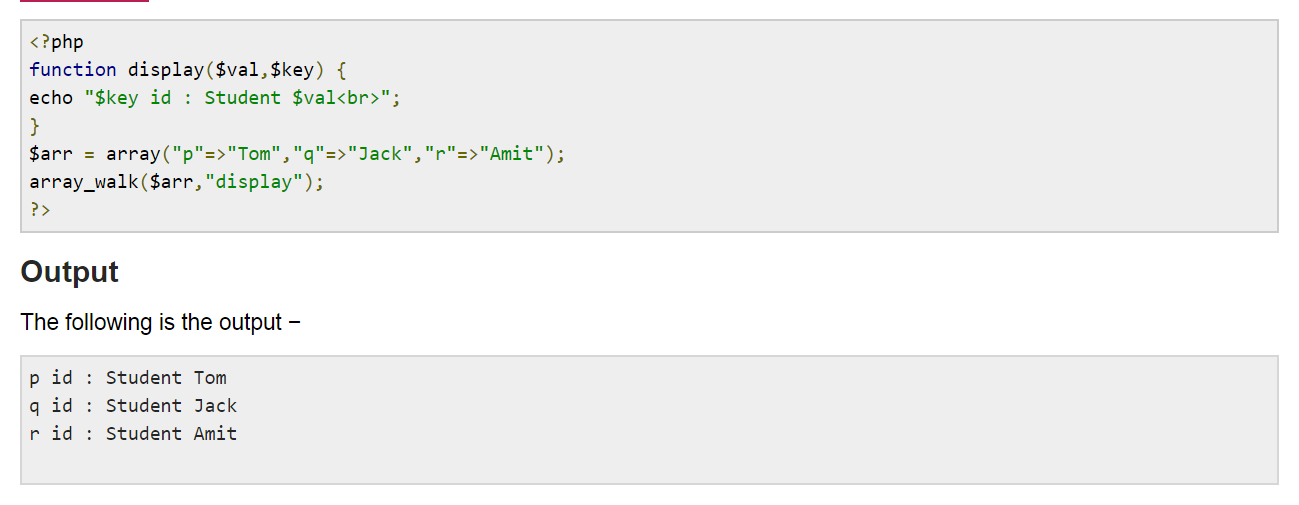 <?php
function display($val,$key) {
echo "$key id : Student $val<br>";
}
$arr = array("p"=>"Tom","q"=>"Jack","r"=>"Amit");
array_walk($arr,"display");
?>
Output
The following is the output −
p id : Student Tom
q id : Student Jack
r id : Student Amit